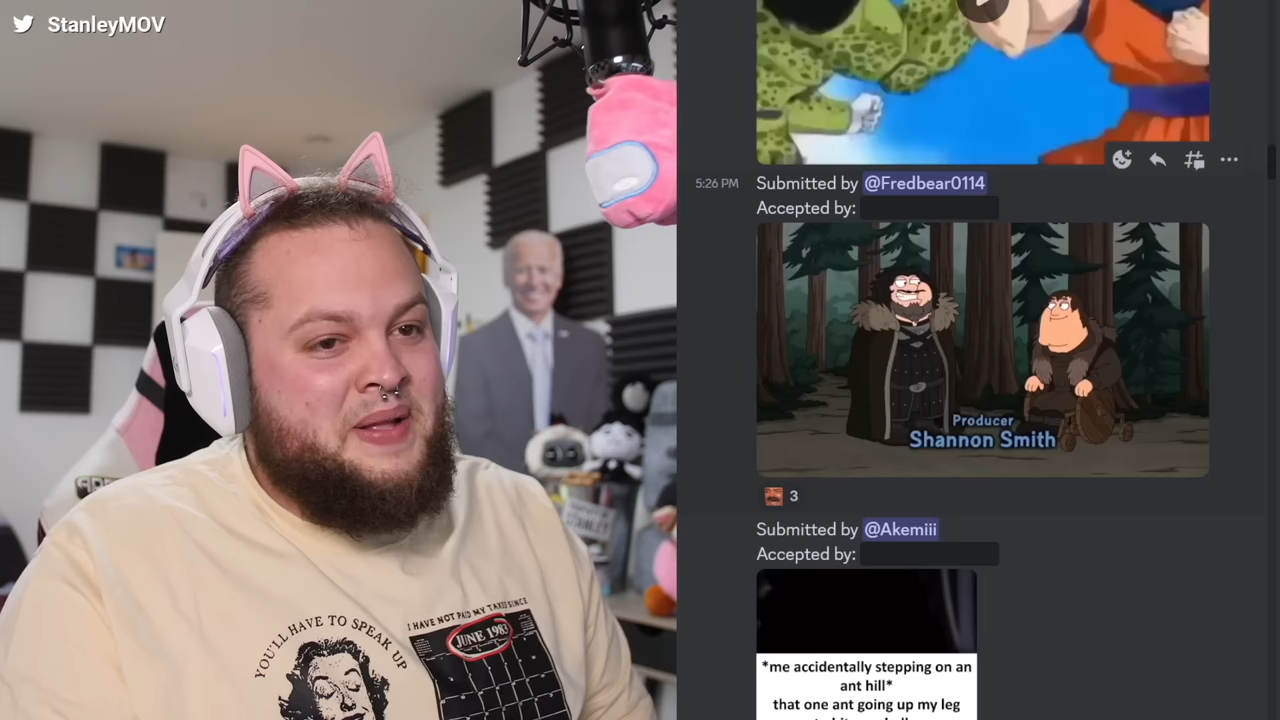 StanleyMOV
YOU'LL HAVE TO SPEAK UP
I HAVE NOT PAID MY TAXES SINCE
JUNE 1983
5:26 PM
Submitted by @Fredbear0114
Accepted by:
Producer
Shannon Smith
3
Submitted by @Akemiii
Accepted by:
*me accidentally stepping on an
ant hill*
that one ant going up my leg